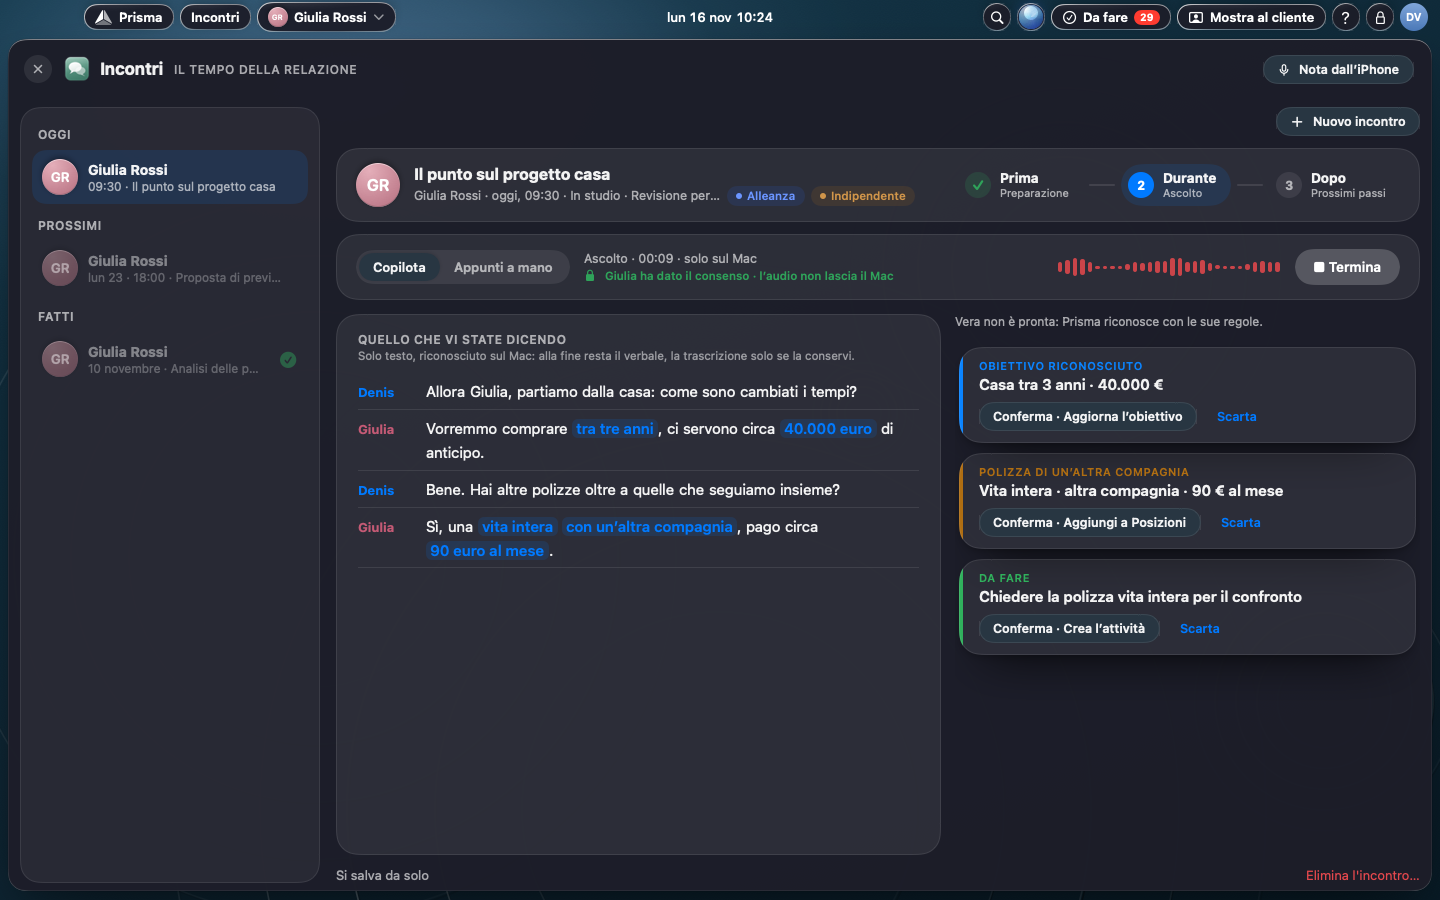 Prisma
Incontri
GR Giulia Rossi
lun 16 nov 10:24
Da fare 29
Mostra al cliente
?
DV
Incontri IL TEMPO DELLA RELAZIONE
Nota dall'iPhone
OGGI
GR
Giulia Rossi
09:30 · Il punto sul progetto casa
PROSSIMI
GR
Giulia Rossi
lun 23 · 18:00 · Proposta di previ...
FATTI
GR
Giulia Rossi
10 novembre · Analisi delle p...
+ Nuovo incontro
GR
Il punto sul progetto casa
Giulia Rossi · oggi, 09:30 · In studio · Revisione per... Alleanza Indipendente
Prima
Preparazione
2
Durante
Ascolto
3
Dopo
Prossimi passi
Copilota
Appunti a mano
Ascolto · 00:09 · solo sul Mac
Giulia ha dato il consenso · l'audio non lascia il Mac
Termina
QUELLO CHE VI STATE DICENDO
Solo testo, riconosciuto sul Mac: alla fine resta il verbale, la trascrizione solo se la conservi.
Denis Allora Giulia, partiamo dalla casa: come sono cambiati i tempi?
Giulia Vorremmo comprare tra tre anni , ci servono circa 40.000 euro di
anticipo.
Denis Bene. Hai altre polizze oltre a quelle che seguiamo insieme?
Giulia Sì, una vita intera con un'altra compagnia , pago circa
90 euro al mese .
Vera non è pronta: Prisma riconosce con le sue regole.
OBIETTIVO RICONOSCIUTO
Casa tra 3 anni · 40.000 €
Conferma · Aggiorna l'obiettivo Scarta
POLIZZA DI UN'ALTRA COMPAGNIA
Vita intera · altra compagnia · 90 € al mese
Conferma · Aggiungi a Posizioni Scarta
DA FARE
Chiedere la polizza vita intera per il confronto
Conferma · Crea l'attività Scarta
Si salva da solo
Elimina l'incontro...